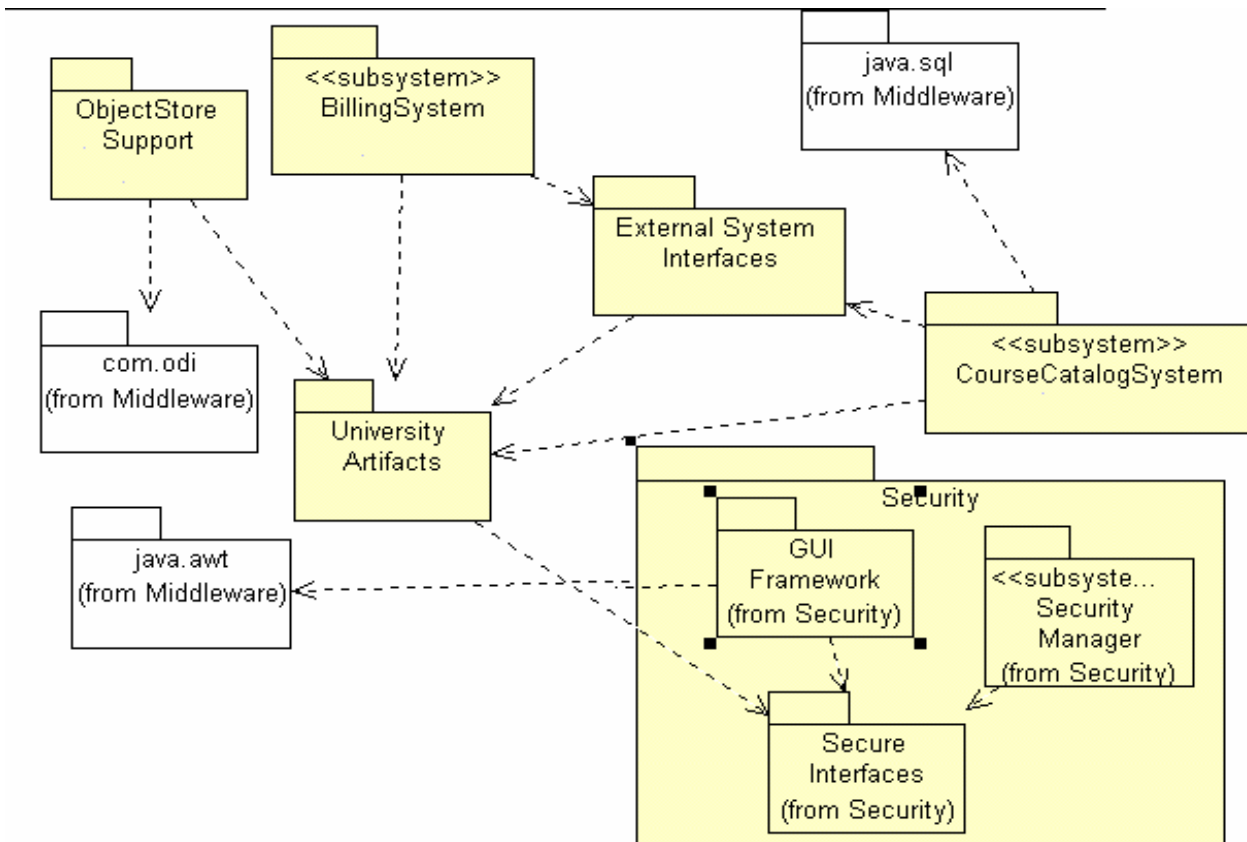 ObjectStore
Support
<<subsystem>>
BillingSystem
java.sql
(from Middleware)
External System
Interfaces
com.odi
(from Middleware)
<<subsystem>>
CourseCatalogSystem
University
Artifacts
Security
java.awt
(from Middleware)
GUI
Framework
(from Security)
<<subsyste...
Security
Manager
(from Security)
Secure
Interfaces
(from Security)